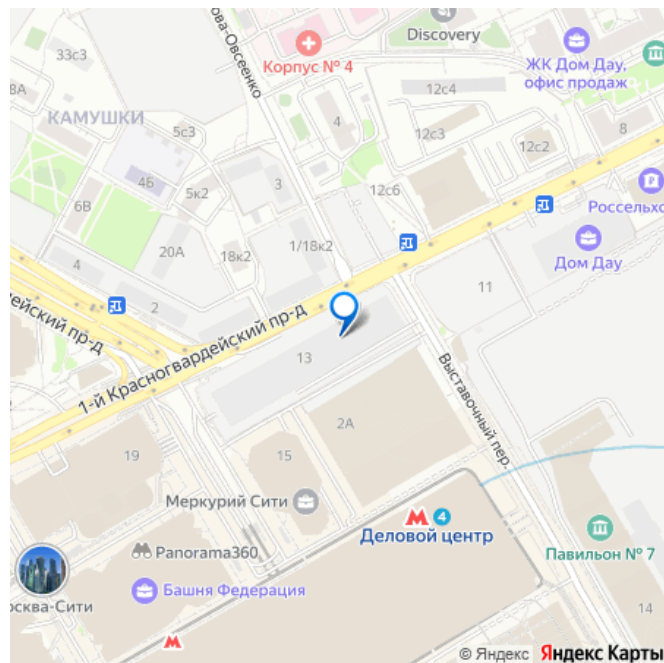 33с3
ова-Овсеенко
Discovery
Корпус № 4
ЖК Дом Дау,
офис продаж
8А
КАМУШКИ
5с3
4
12с4
12с3
12с2
8
4Б
5к2
3
12с6
6В
Россельхо
20А
18к2
1/18к2
Дом Дау
4
2
11
дейский пр-д
1-й Красногвардейский пр-д
13
Выставочный пер.
2А
19
15
Меркурий Сити
4
Деловой центр
Panorama360
Павильон № 7
Башня Федерация
осква-Сити
14
© Яндекс Яндекс Карты